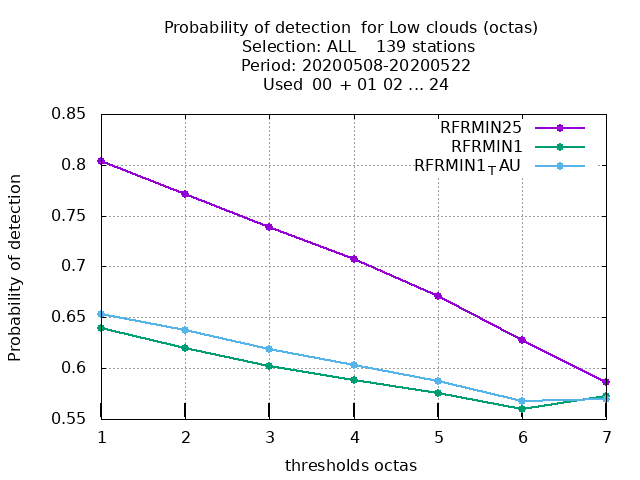 Probability of detection  for Low clouds (octas)
Selection: ALL    139 stations
Period: 20200508-20200522
Used  00  + 01 02 ... 24
RFRMIN25
RFRMIN1
RFRMIN1_TAU
0.85
0.8
0.75
0.7
0.65
0.6
0.55
Probability of detection
1 2 3 4 5 6 7
thresholds octas